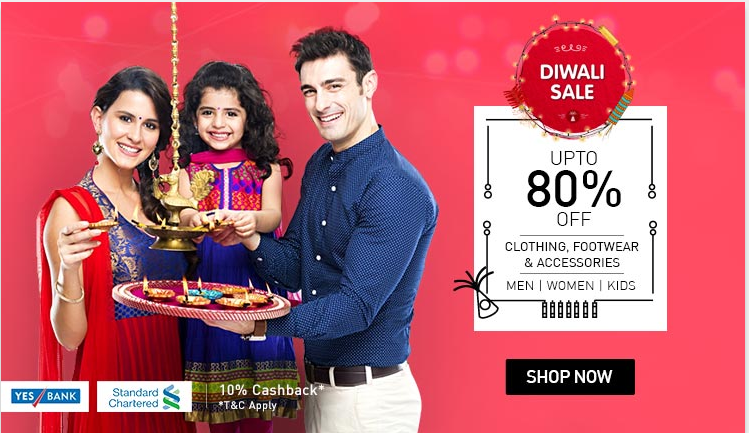 DIWALI
SALE
UPTO
80%
OFF
CLOTHING, FOOTWEAR
& ACCESSORIES
MEN | WOMEN | KIDS
SHOP NOW
YES BANK
Standard
Chartered
10% Cashback*
*T&C Apply